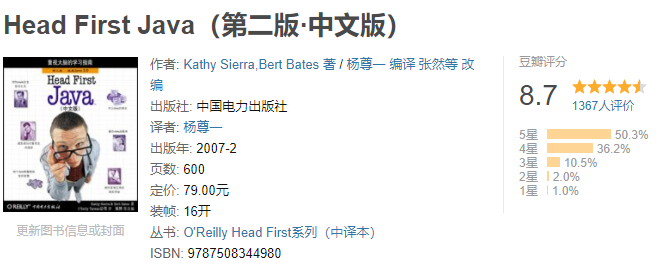 Head First Java（第二版·中文版）
重视大脑的学习指南
Head First
Java
(中文版)
O'REILLY
中国电力出版社
更新图书信息或封面
作者: Kathy Sierra,Bert Bates 著 / 杨尊一 编译 张然等 改
编
出版社: 中国电力出版社
译者: 杨尊一
出版年: 2007-2
页数: 600
定价: 79.00元
装帧: 16开
丛书: O'Reilly Head First系列（中译本）
ISBN: 9787508344980
豆瓣评分
8.7
1367人评价
5星 50.3%
4星 36.2%
3星 10.5%
2星 2.0%
1星 1.0%